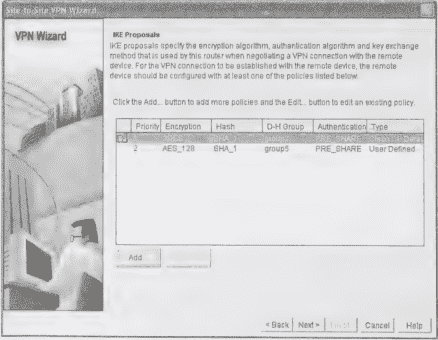 Site-to-Site VPN Wizard
VPN Wizard
IKE Proposals
IKE proposals specify the encryption algorithm, authentication algorithm and key exchange
method that is used by this router when negotiating a VPN connection with the remote
device. For the VPN connection to be established with the remote device, the remote
device should be configured with at least one of the policies listed below.
Click the Add... button to add more policies and the Edit... button to edit an existing policy.
Priority Encryption Hash D-H Group Authentication Type
2 AES_128 SHA_1 group5 PRE_SHARE User Defined
Add
< Back Next > Cancel Help